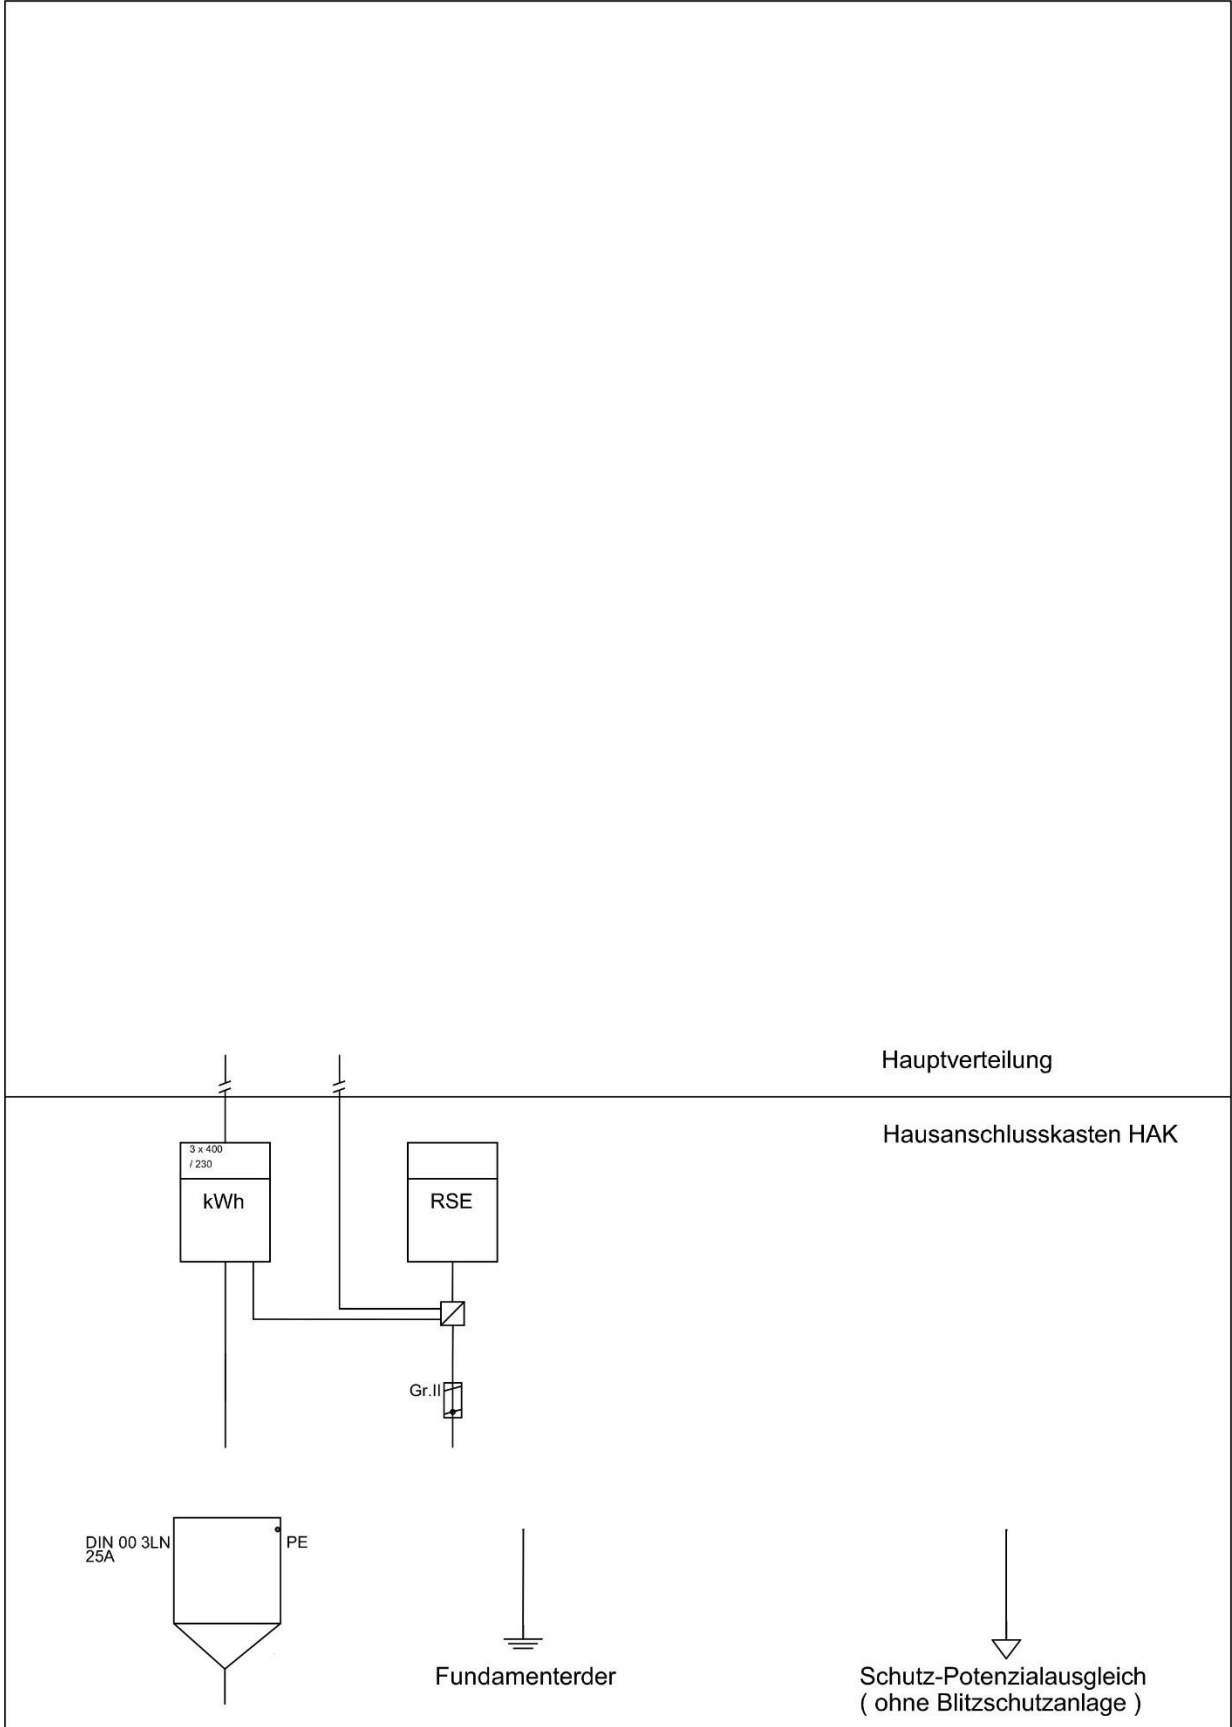 Hauptverteilung
Hausanschlusskasten HAK
3 x 400
/ 230
kWh
RSE
Gr.II
DIN 00 3LN
25A
PE
Fundamenterder
Schutz-Potenzialausgleich
( ohne Blitzschutzanlage )